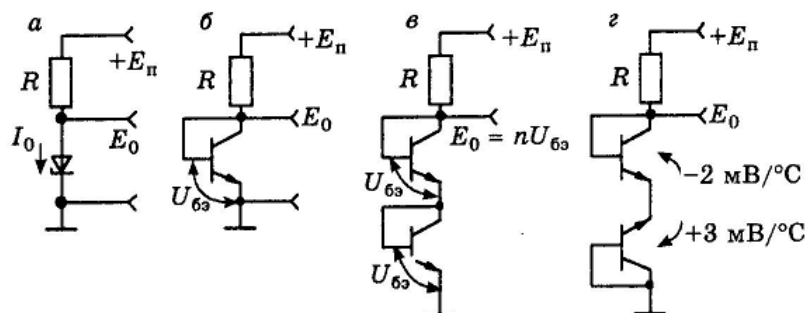 а
+Eп
R
I₀
E₀
б
+Eп
R
E₀
Uбэ
в
+Eп
R
E₀ = nUбэ
Uбэ
Uбэ
г
+Eп
R
E₀
−2 мВ/°C
+3 мВ/°C